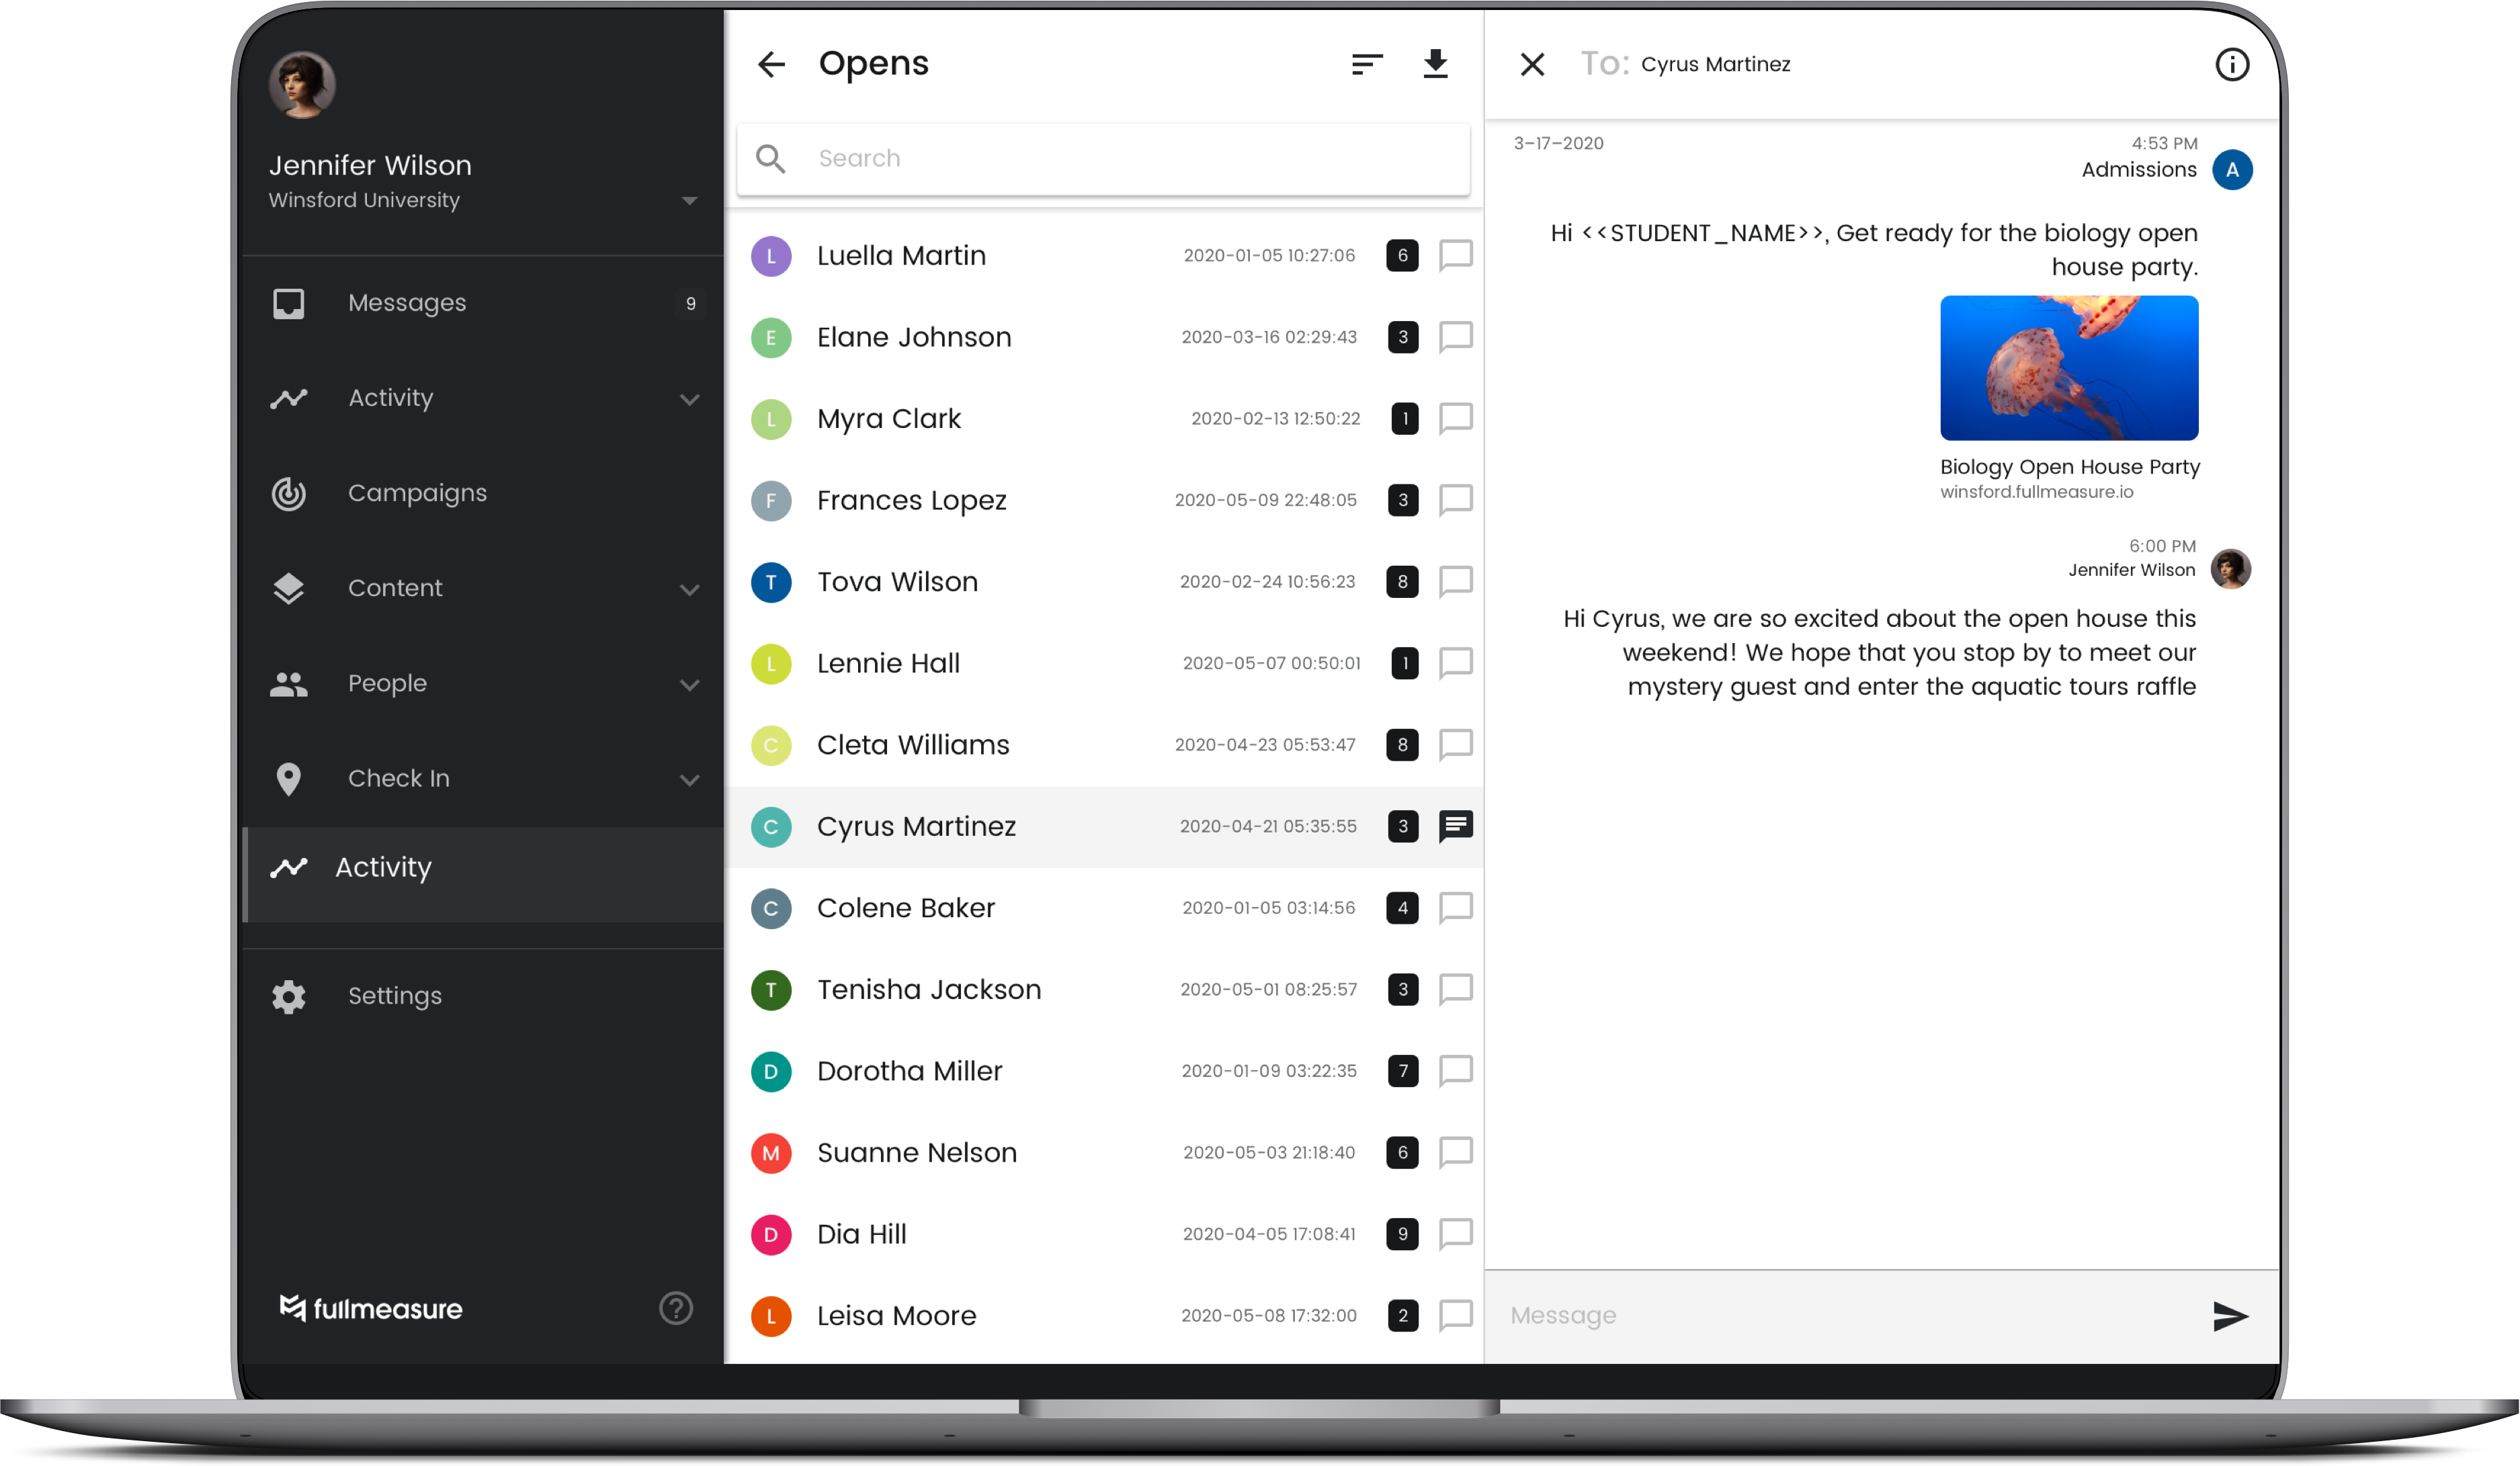 Jennifer Wilson
Winsford University
Messages 9
Activity
Campaigns
Content
People
Check In
Activity
Settings
fullmeasure ?
Opens
Search
L Luella Martin 2020-01-05 10:27:06 6
E Elane Johnson 2020-03-16 02:29:43 3
L Myra Clark 2020-02-13 12:50:22 1
F Frances Lopez 2020-05-09 22:48:05 3
T Tova Wilson 2020-02-24 10:56:23 8
L Lennie Hall 2020-05-07 00:50:01 1
C Cleta Williams 2020-04-23 05:53:47 8
C Cyrus Martinez 2020-04-21 05:35:55 3
C Colene Baker 2020-01-05 03:14:56 4
T Tenisha Jackson 2020-05-01 08:25:57 3
D Dorotha Miller 2020-01-09 03:22:35 7
M Suanne Nelson 2020-05-03 21:18:40 6
D Dia Hill 2020-04-05 17:08:41 9
L Leisa Moore 2020-05-08 17:32:00 2
To: Cyrus Martinez
3-17-2020 4:53 PM
Admissions A
Hi <<STUDENT_NAME>>, Get ready for the biology open
house party.
Biology Open House Party
winsford.fullmeasure.io
6:00 PM
Jennifer Wilson
Hi Cyrus, we are so excited about the open house this
weekend! We hope that you stop by to meet our
mystery guest and enter the aquatic tours raffle
Message